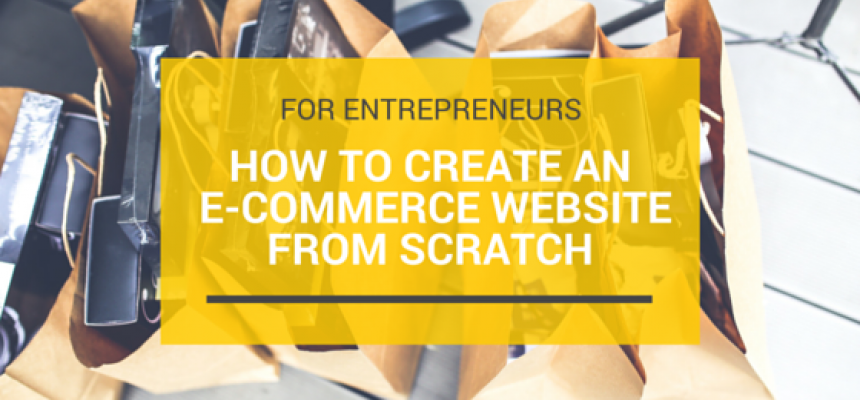 FOR ENTREPRENEURS
HOW TO CREATE AN
E-COMMERCE WEBSITE
FROM SCRATCH